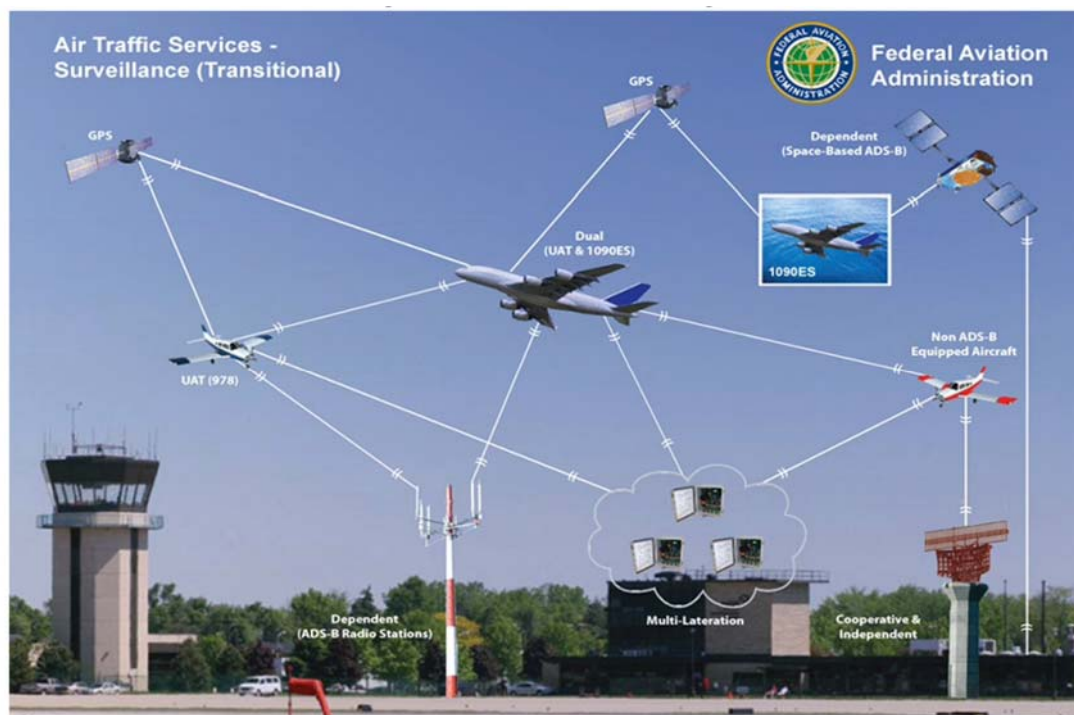 Air Traffic Services -
Surveillance (Transitional)
FEDERAL AVIATION
ADMINISTRATION
Federal Aviation
Administration
GPS
GPS
Dependent
(Space-Based ADS-B)
Dual
(UAT & 1090ES)
1090ES
UAT (978)
Non ADS-B
Equipped Aircraft
Dependent
(ADS-B Radio Stations)
Multi-Lateration
Cooperative &
Independent